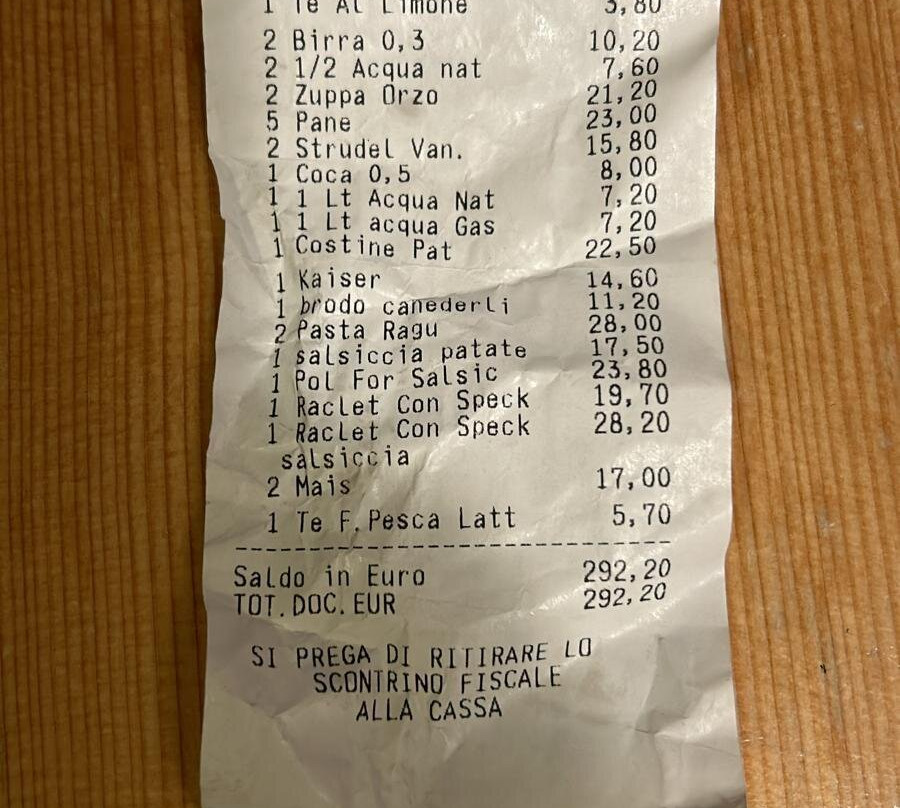 1 Te Al Limone 3,80
2 Birra 0,3 10,20
2 1/2 Acqua nat 7,60
2 Zuppa Orzo 21,20
5 Pane 23,00
2 Strudel Van. 15,80
1 Coca 0,5 8,00
1 1 Lt Acqua Nat 7,20
1 1 Lt acqua Gas 7,20
1 Costine Pat 22,50
1 Kaiser 14,60
1 brodo canederli 11,20
2 Pasta Ragu 28,00
1 salsiccia patate 17,50
1 Pol For Salsic 23,80
1 Raclet Con Speck 19,70
1 Raclet Con Speck 28,20
salsiccia
2 Mais 17,00
1 Te F.Pesca Latt 5,70
--------------------------------
Saldo in Euro 292,20
TOT.DOC.EUR 292,20
SI PREGA DI RITIRARE LO
SCONTRINO FISCALE
ALLA CASSA